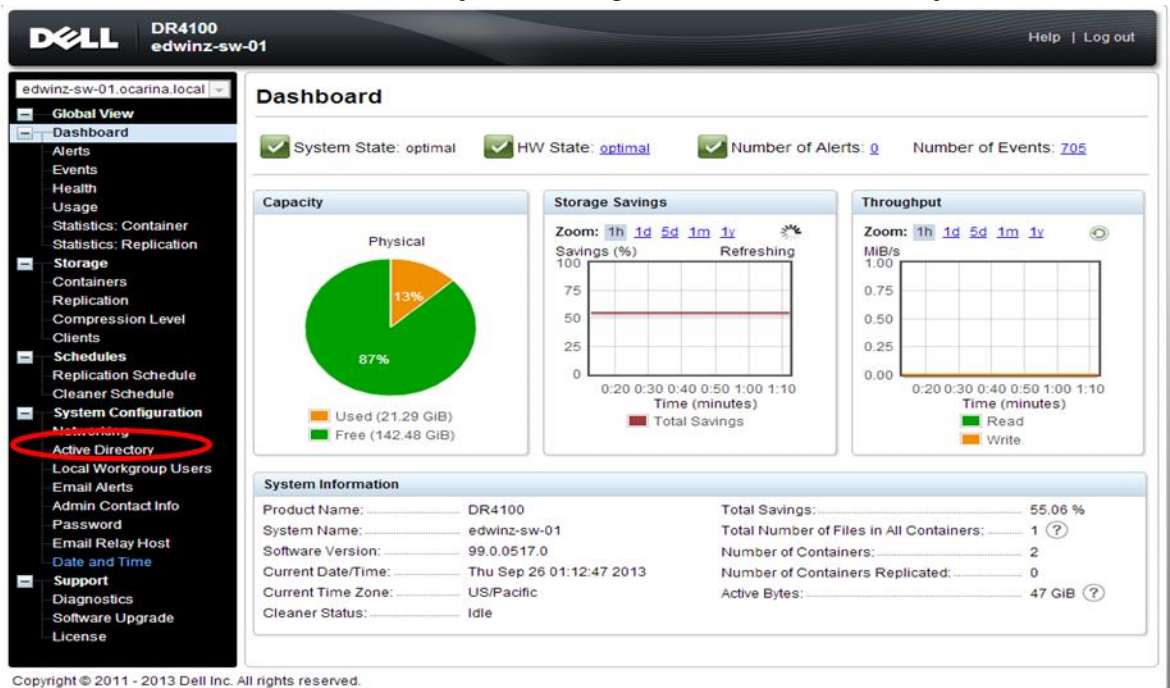 DELL
DR4100
edwinz-sw-01
Help | Log out
edwinz-sw-01.ocarina.local
Global View
Dashboard
Alerts
Events
Health
Usage
Statistics: Container
Statistics: Replication
Storage
Containers
Replication
Compression Level
Clients
Schedules
Replication Schedule
Cleaner Schedule
System Configuration
Networking
Active Directory
Local Workgroup Users
Email Alerts
Admin Contact Info
Password
Email Relay Host
Date and Time
Support
Diagnostics
Software Upgrade
License
Dashboard
System State: optimal HW State: optimal Number of Alerts: 0 Number of Events: 705
Capacity
Physical
13%
87%
Used (21.29 GiB)
Free (142.48 GiB)
Storage Savings
Zoom: 1h 1d 5d 1m 1y
Savings (%) Refreshing
100
75
50
25
0
0:20 0:30 0:40 0:50 1:00 1:10
Time (minutes)
Total Savings
Throughput
Zoom: 1h 1d 5d 1m 1y
MiB/s
1.00
0.75
0.50
0.25
0.00
0:20 0:30 0:40 0:50 1:00 1:10
Time (minutes)
Read
Write
System Information
Product Name: DR4100
System Name: edwinz-sw-01
Software Version: 99.0.0517.0
Current Date/Time: Thu Sep 26 01:12:47 2013
Current Time Zone: US/Pacific
Cleaner Status: Idle
Total Savings: 55.06 %
Total Number of Files in All Containers: 1 ?
Number of Containers: 2
Number of Containers Replicated: 0
Active Bytes: 47 GiB ?
Copyright © 2011 - 2013 Dell Inc. All rights reserved.